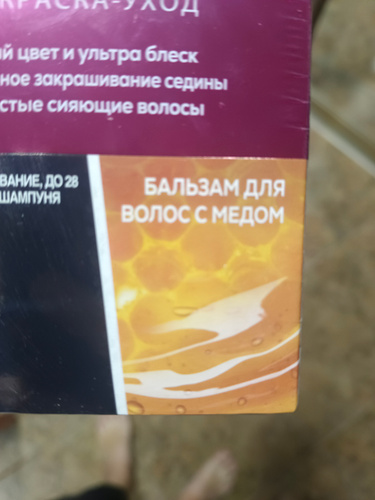 КРАСКА-УХОД
й цвет и ультра блеск
ное закрашивание седины
стые сияющие волосы
ВАНИЕ, ДО 28
ШАМПУНЯ
БАЛЬЗАМ ДЛЯ
ВОЛОС С МЕДОМ